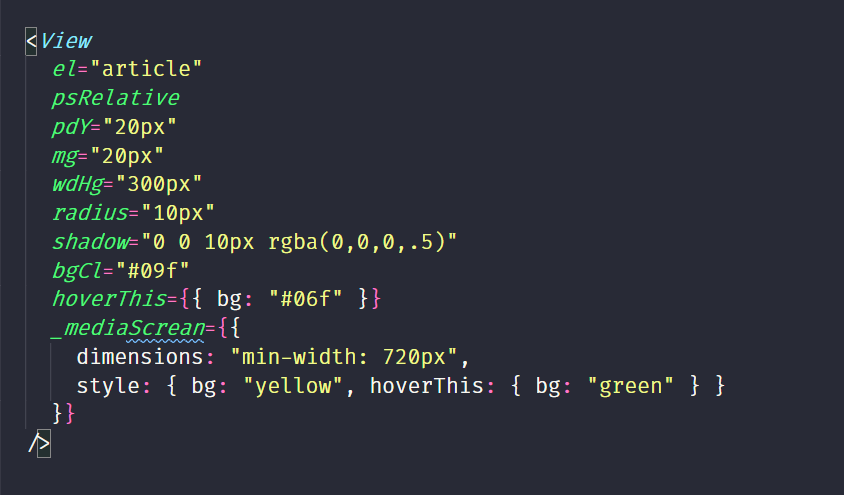 <View
el="article"
psRelative
pdY="20px"
mg="20px"
wdHg="300px"
radius="10px"
shadow="0 0 10px rgba(0,0,0,.5)"
bgCl="#09f"
hoverThis={{ bg: "#06f" }}
_mediaScrean={{
dimensions: "min-width: 720px",
style: { bg: "yellow", hoverThis: { bg: "green" } }
}}
/>